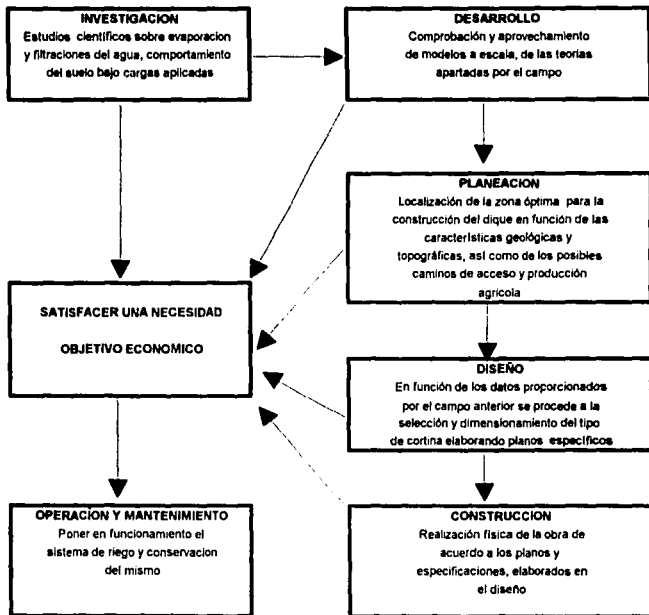 INVESTIGACION
Estudios científicos sobre evaporacion
y filtraciones del agua, comportamiento
del suelo bajo cargas aplicadas
DESARROLLO
Comprobación y aprovechamiento
de modelos a escala, de las teorías
apartadas por el campo
PLANEACION
Localización de la zona óptima para la
construcción del dique en función de las
características geológicas y
topográficas, así como de los posibles
caminos de acceso y producción
agrícola
SATISFACER UNA NECESIDAD
OBJETIVO ECONOMICO
DISEÑO
En función de los datos proporcionados
por el campo anterior se procede a la
selección y dimensionamiento del tipo
de cortina elaborando planos específicos
OPERACION Y MANTENIMIENTO
Poner en funcionamiento el
sistema de riego y conservacion
del mismo
CONSTRUCCION
Realización física de la obra de
acuerdo a los planos y
especificaciones, elaborados en
el diseño